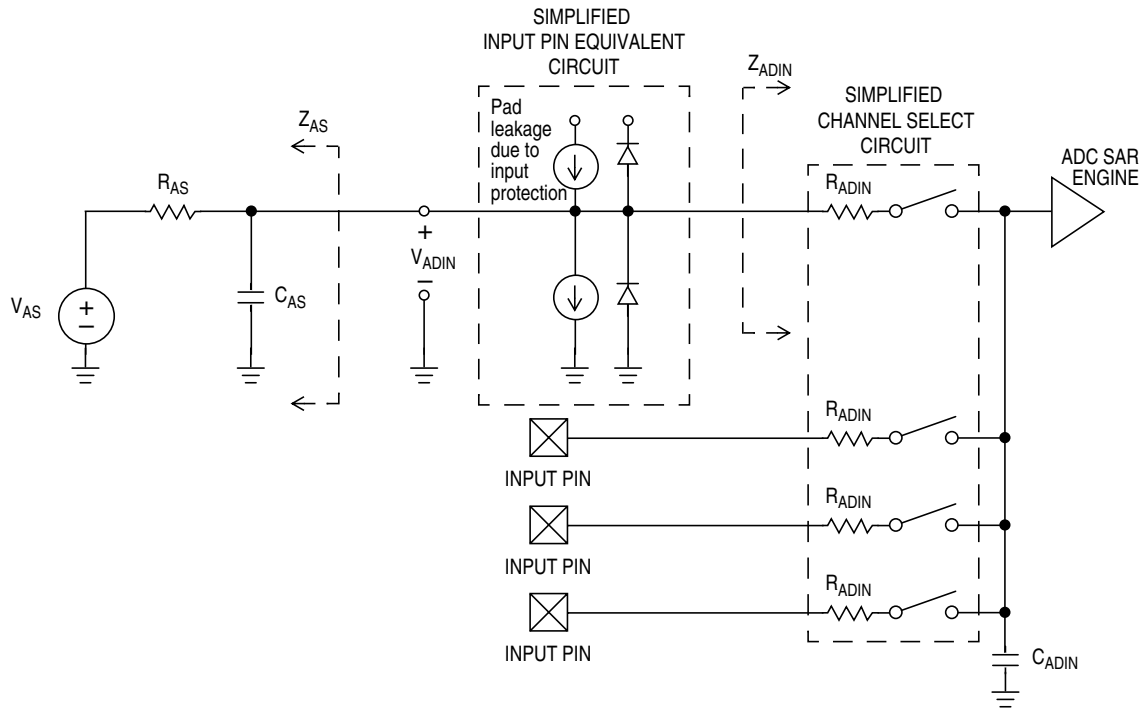 SIMPLIFIED
INPUT PIN EQUIVALENT
CIRCUIT
Pad
leakage
due to
input
protection
Z_AS
R_AS
V_AS
+
−
C_AS
+
V_ADIN
−
Z_ADIN
SIMPLIFIED
CHANNEL SELECT
CIRCUIT
R_ADIN
ADC SAR
ENGINE
R_ADIN
INPUT PIN
R_ADIN
INPUT PIN
R_ADIN
INPUT PIN
C_ADIN